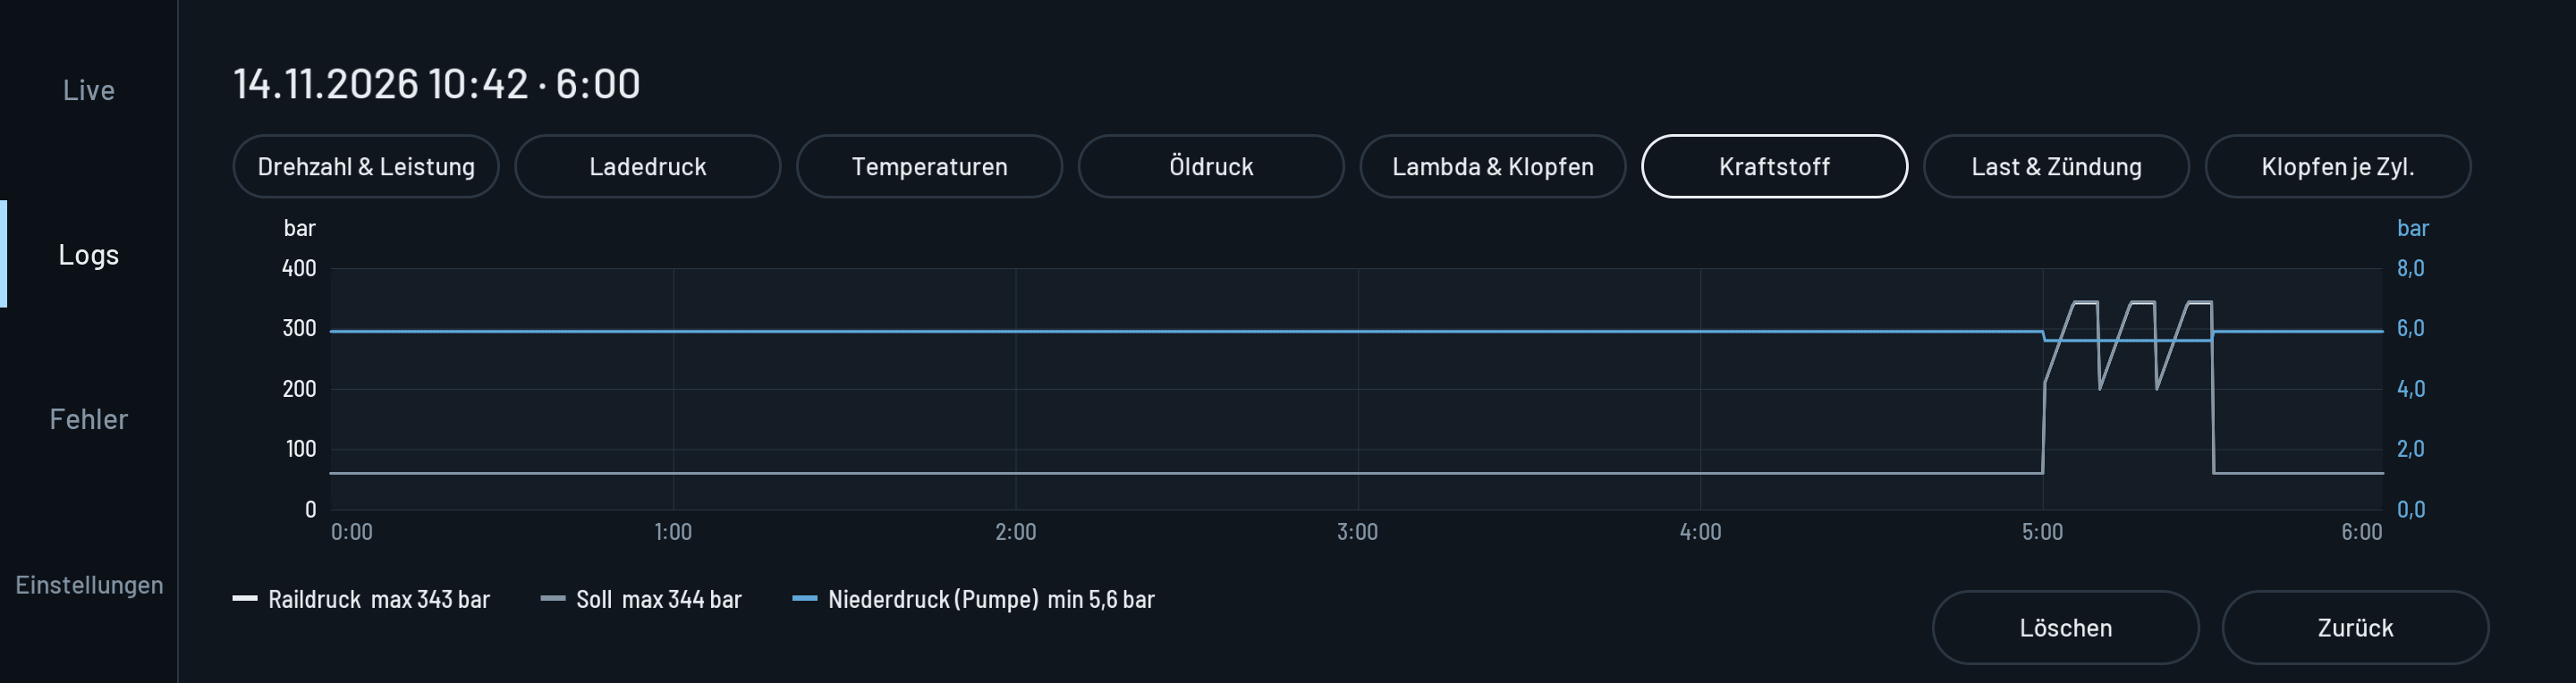 Live
Logs
Fehler
Einstellungen
14.11.2026 10:42 · 6:00
Drehzahl & Leistung
Ladedruck
Temperaturen
Öldruck
Lambda & Klopfen
Kraftstoff
Last & Zündung
Klopfen je Zyl.
bar
400
300
200
100
0
bar
8,0
6,0
4,0
2,0
0,0
0:00
1:00
2:00
3:00
4:00
5:00
6:00
Raildruck max 343 bar
Soll max 344 bar
Niederdruck (Pumpe) min 5,6 bar
Löschen
Zurück